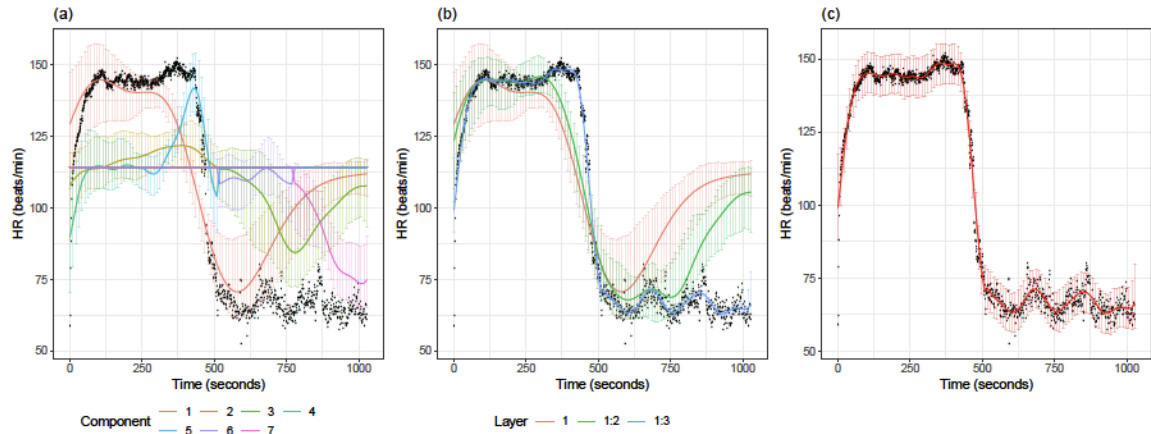 (a)
HR (beats/min)
150
125
100
75
50
0 250 500 750 1000
Time (seconds)
Component 1 2 3 4
5 6 7
(b)
HR (beats/min)
150
125
100
75
50
0 250 500 750 1000
Time (seconds)
Layer 1 1:2 1:3
(c)
HR (beats/min)
150
125
100
75
50
0 250 500 750 1000
Time (seconds)